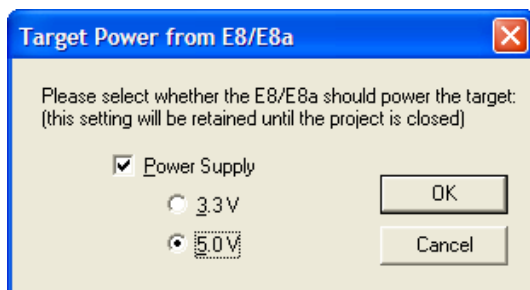 Target Power from E8/E8a
Please select whether the E8/E8a should power the target:
(this setting will be retained until the project is closed)
Power Supply
3.3 V
5.0 V
OK
Cancel